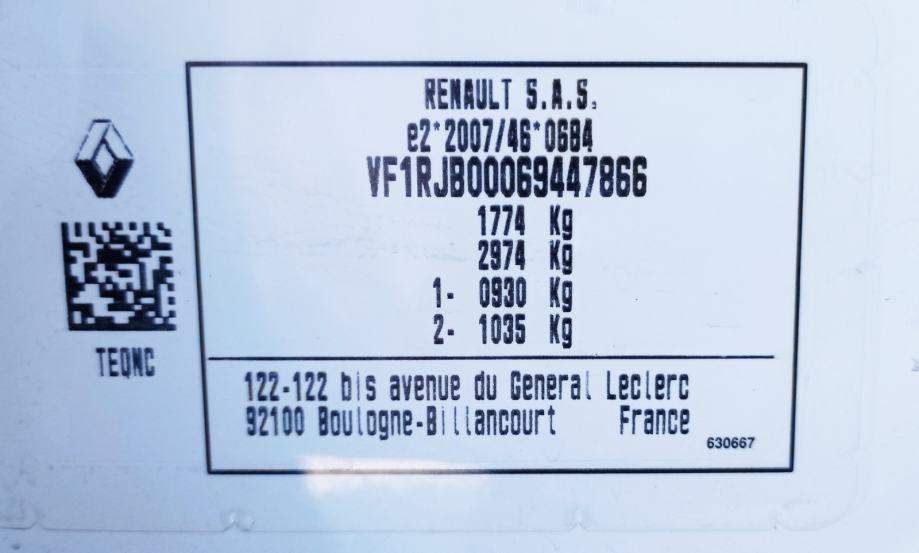 RENAULT S.A.S.
e2*2007/46*0684
VF1RJB00069447866
1774 Kg
2974 Kg
1- 0930 Kg
2- 1035 Kg
TEQNC
122-122 bis avenue du General Leclerc
92100 Boulogne-Billancourt France
630667